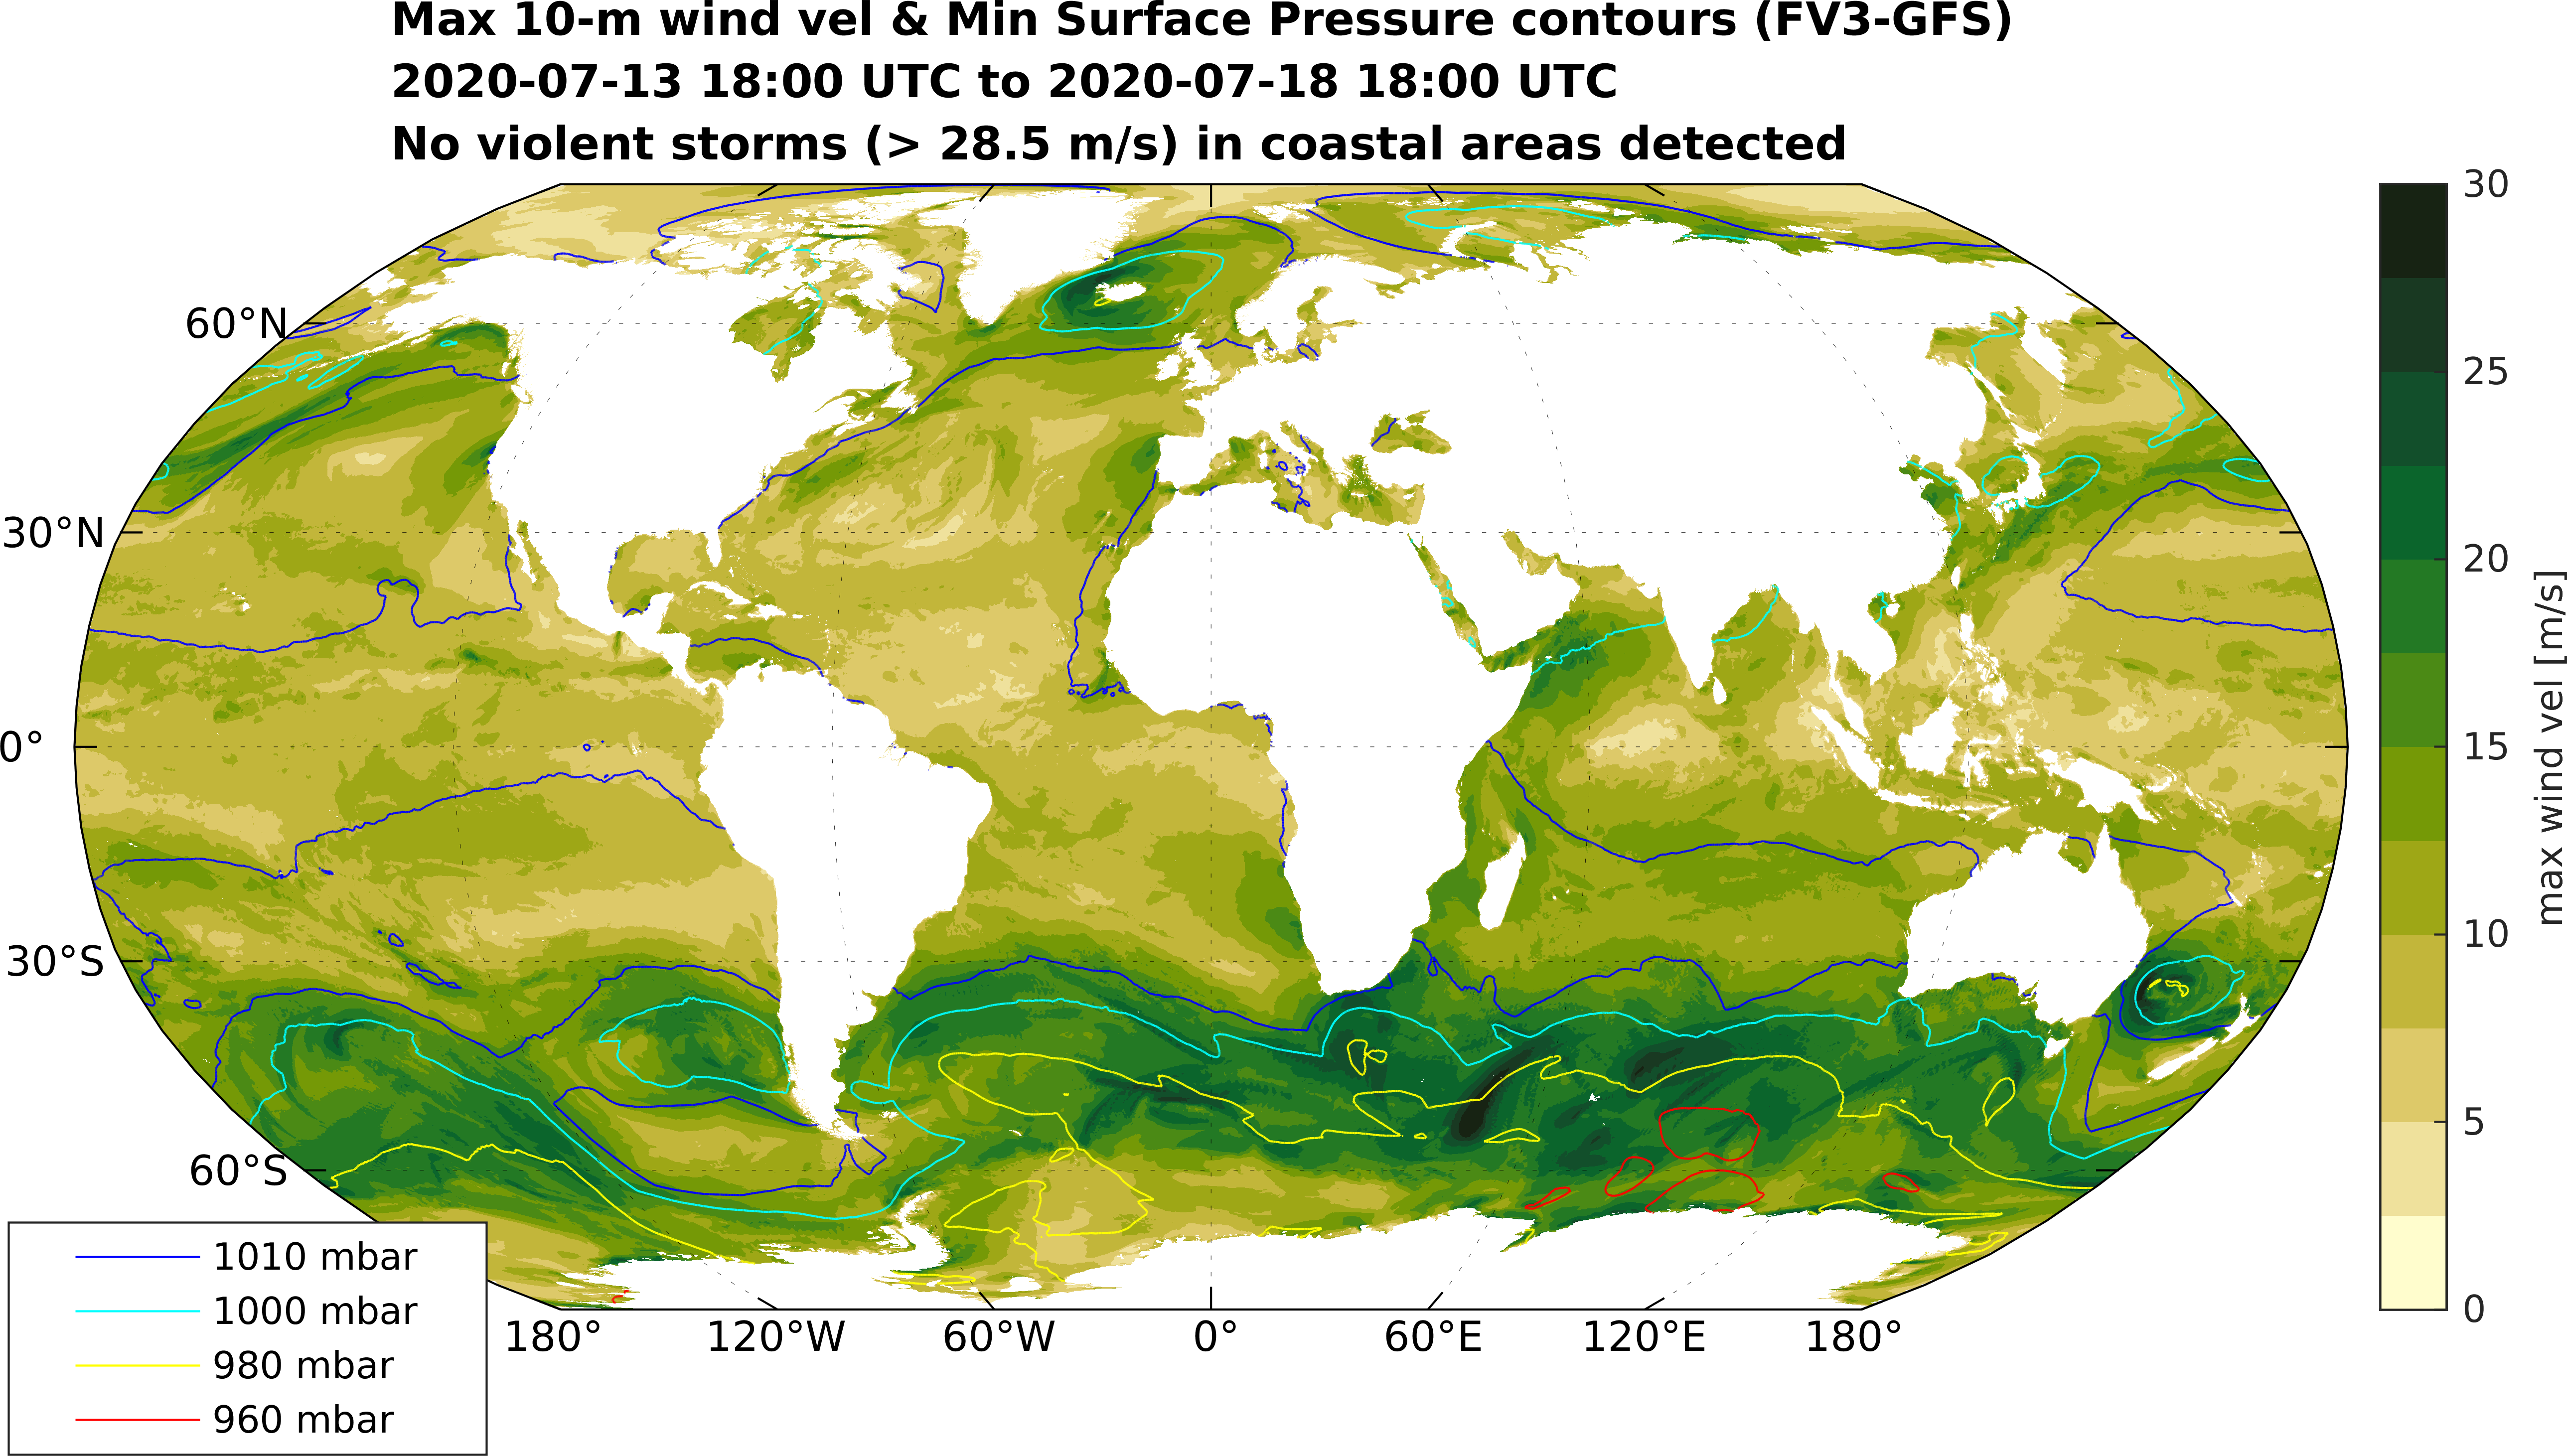 Max 10-m wind vel & Min Surface Pressure contours (FV3-GFS)
2020-07-13 18:00 UTC to 2020-07-18 18:00 UTC
No violent storms (> 28.5 m/s) in coastal areas detected
60°N
30°N
0°
30°S
60°S
180°
120°W
60°W
0°
60°E
120°E
180°
1010 mbar
1000 mbar
980 mbar
960 mbar
30
25
20
15
10
5
0
max wind vel [m/s]